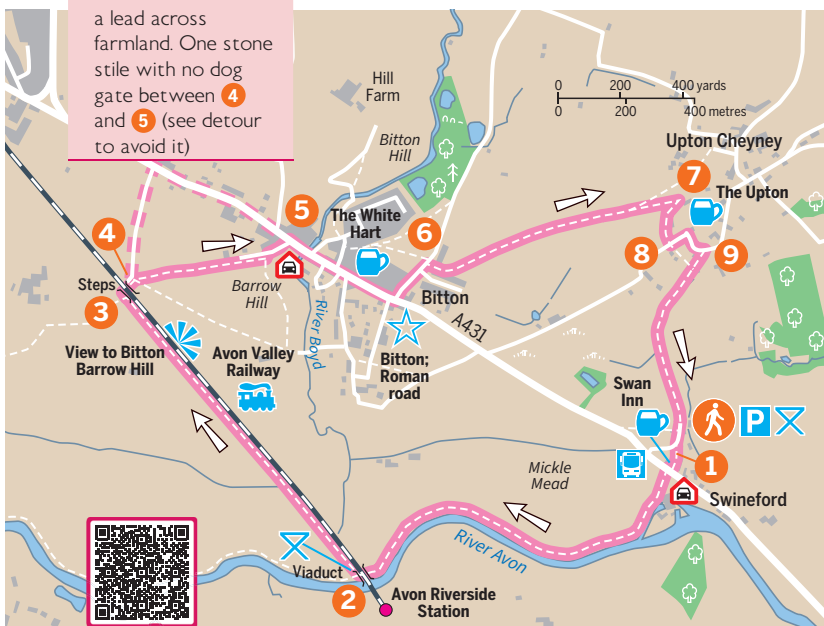 a lead across
farmland. One stone
stile with no dog
gate between 4
and 5 (see detour
to avoid it)
Hill
Farm
Bitton
Hill
0 200 400 yards
0 200 400 metres
Upton Cheyney
7
The Upton
5
The White
Hart
6
4
8
9
Steps
3
Barrow
Hill
River Boyd
Bitton
A431
View to Bitton
Barrow Hill
Avon Valley
Railway
Bitton;
Roman
road
Swan
Inn
P
1
Mickle
Mead
Swineford
River Avon
Viaduct
2
Avon Riverside
Station